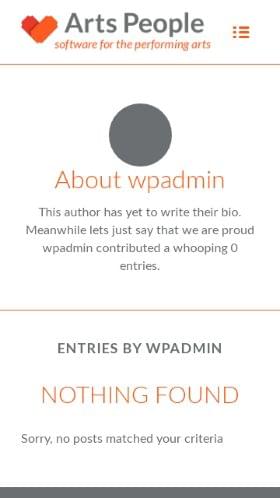 Arts People
software for the performing arts
About wpadmin
This author has yet to write their bio.
Meanwhile lets just say that we are proud
wpadmin contributed a whooping 0
entries.
ENTRIES BY WPADMIN
NOTHING FOUND
Sorry, no posts matched your criteria